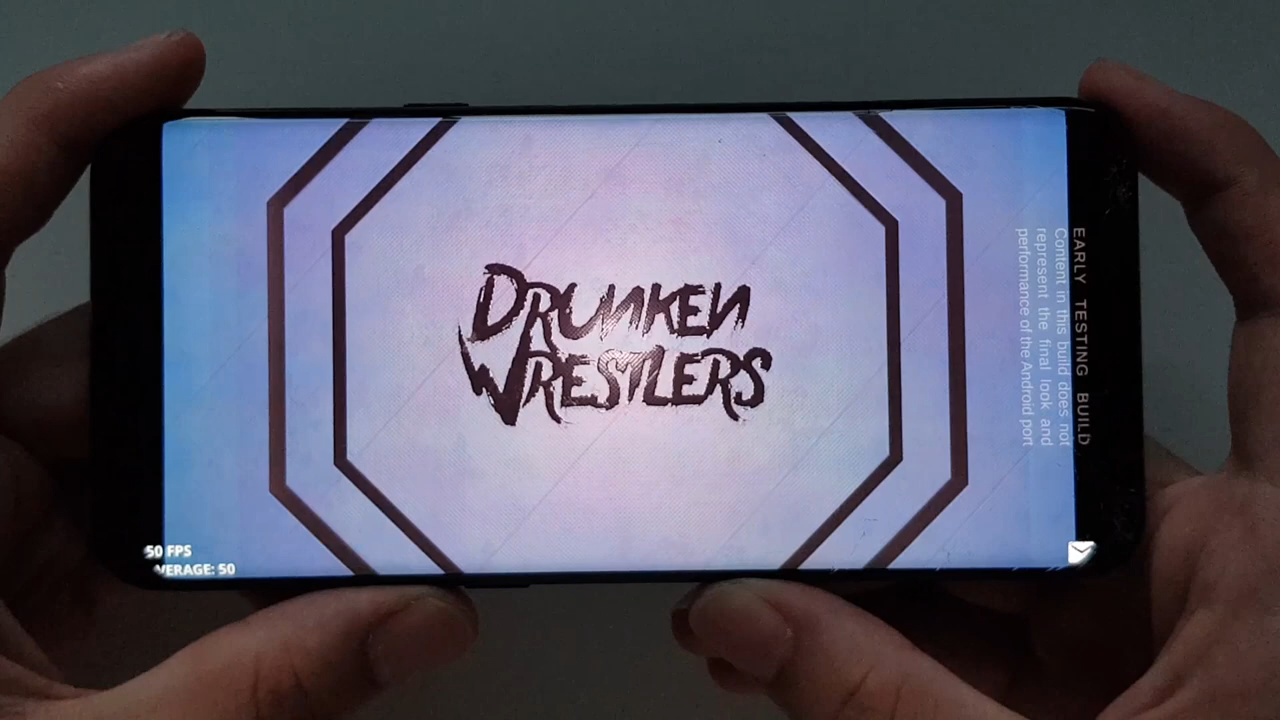 DRUNKEN
WRESTLERS
EARLY TESTING BUILD
Content in this build does not
represent the final look and
performance of the Android port
50 FPS
VERAGE: 50